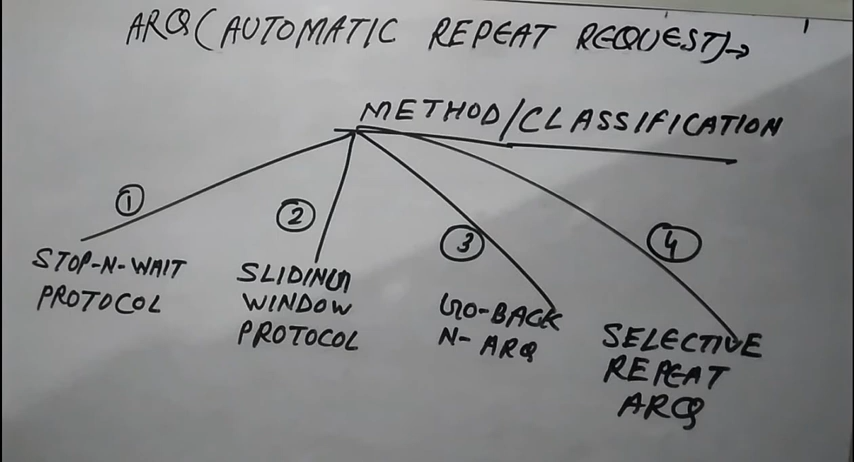 ARQ(AUTOMATIC REPEAT REQUEST)→
METHOD/CLASSIFICATION
1
STOP-N-WAIT
PROTOCOL
2
SLIDING
WINDOW
PROTOCOL
3
GO-BACK
N-ARQ
4
SELECTIVE
REPEAT
ARQ